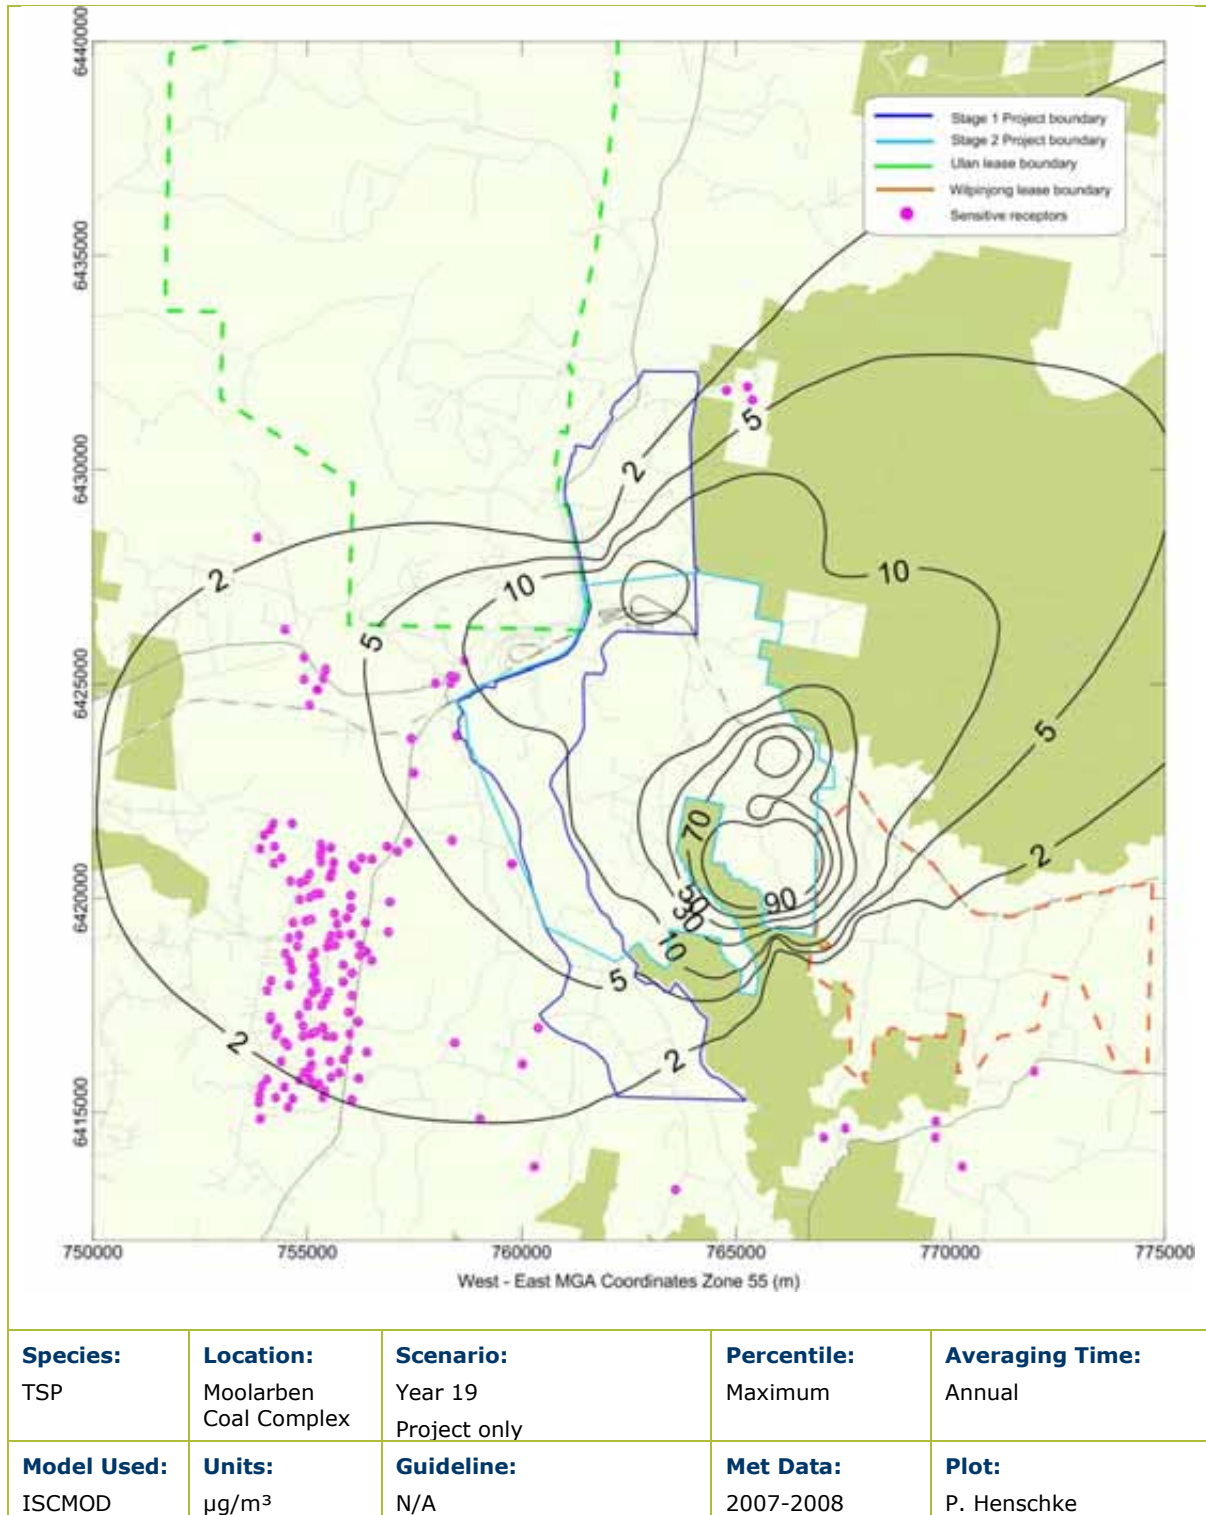 6440000
6435000
6430000
6425000
6420000
6415000
Stage 1 Project boundary
Stage 2 Project boundary
Ulan lease boundary
Wilpinjong lease boundary
Sensitive receptors
2
5
2
10
10
2
5
5
70
2
90
50
30
10
5
2
2
750000 755000 760000 765000 770000 775000
West - East MGA Coordinates Zone 55 (m)
Species: Location: Scenario: Percentile: Averaging Time:
TSP Moolarben Year 19 Maximum Annual
Coal Complex Project only
Model Used: Units: Guideline: Met Data: Plot:
ISCMOD µg/m³ N/A 2007-2008 P. Henschke